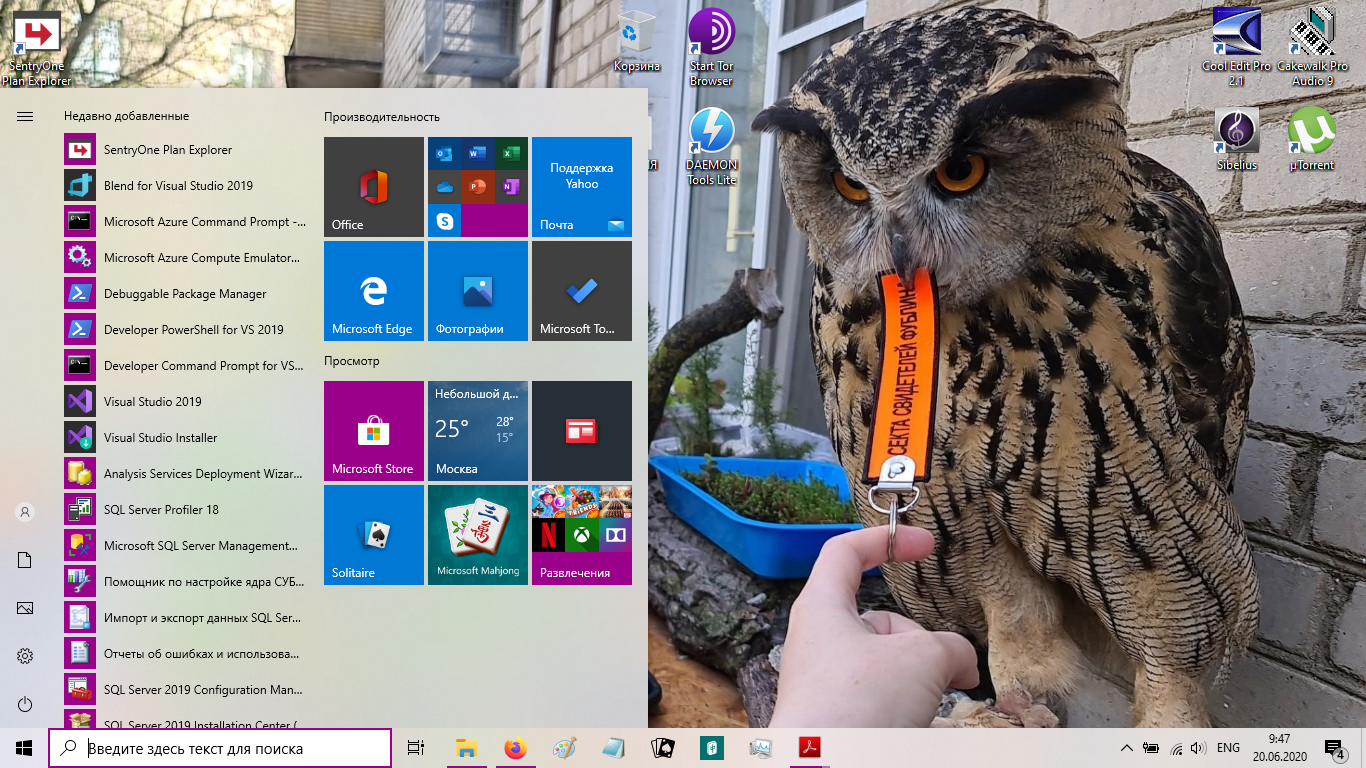 SentryOne
Plan Explorer
Корзина
Start Tor
Browser
Cool Edit Pro
2.1
Cakewalk Pro
Audio 9
DAEMON
Tools Lite
Sibelius
µTorrent
Недавно добавленные
SentryOne Plan Explorer
Blend for Visual Studio 2019
Microsoft Azure Command Prompt -...
Microsoft Azure Compute Emulator...
Debuggable Package Manager
Developer PowerShell for VS 2019
Developer Command Prompt for VS...
Visual Studio 2019
Visual Studio Installer
Analysis Services Deployment Wizar...
SQL Server Profiler 18
Microsoft SQL Server Management...
Помощник по настройке ядра СУБ...
Импорт и экспорт данных SQL Ser...
Отчеты об ошибках и использова...
SQL Server 2019 Configuration Man...
SQL Server 2019 Installation Center (
Производительность
Office
Поддержка
Yahoo
Почта
Microsoft Edge
Фотографии
Microsoft To...
Просмотр
Microsoft Store
Небольшой д...
25°
28°
15°
Москва
Solitaire
Microsoft Mahjong
Развлечения
СЕКТА СВИДЕТЕЛЕЙ ФУБЛИН
Введите здесь текст для поиска
ENG
9:47
20.06.2020
4